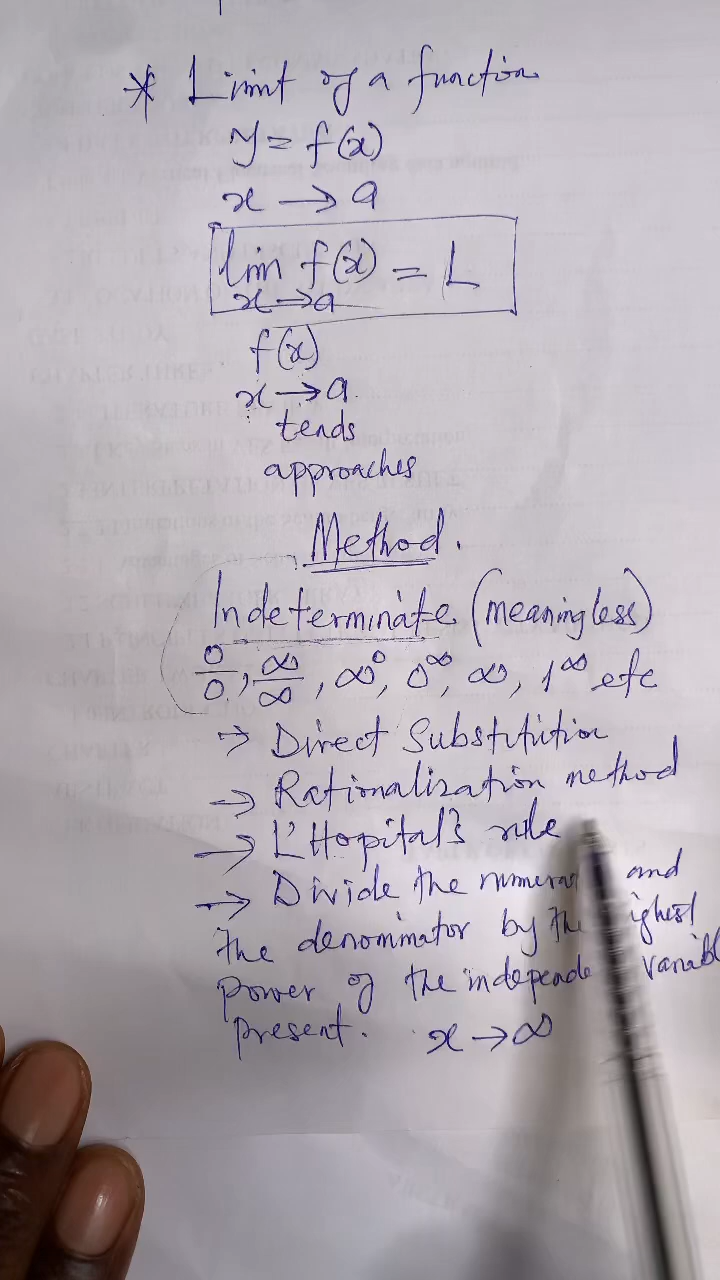 * Limit of a function
y = f(x)
x → a
lim f(x) = L
x→a
f(x)
x → a
tends
approaches
Method.
Indeterminate (meaningless)
0/0, ∞/∞, ∞⁰, 0^∞, ∞, 1^∞ etc
→ Direct Substitution
→ Rationalization method
→ L'Hopital's rule
→ Divide the and
the denominator by the
power of the
present. x → ∞